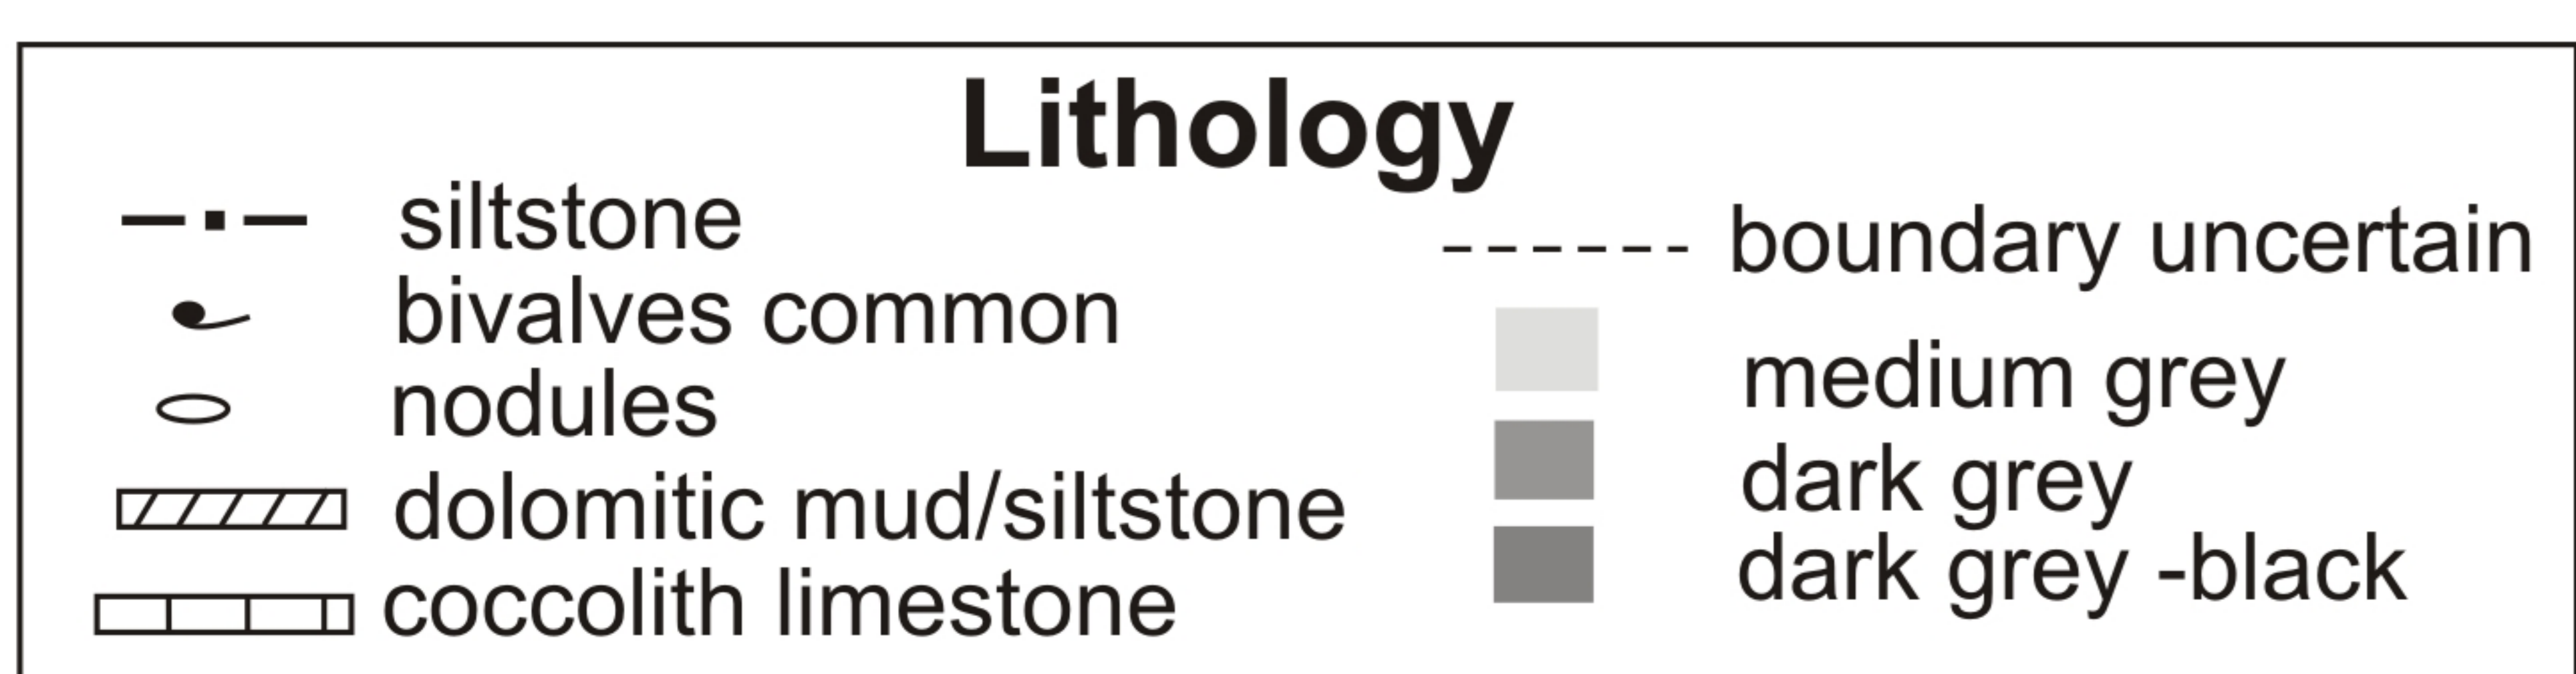 Lithology
siltstone
bivalves common
nodules
dolomitic mud/siltstone
coccolith limestone
boundary uncertain
medium grey
dark grey
dark grey -black